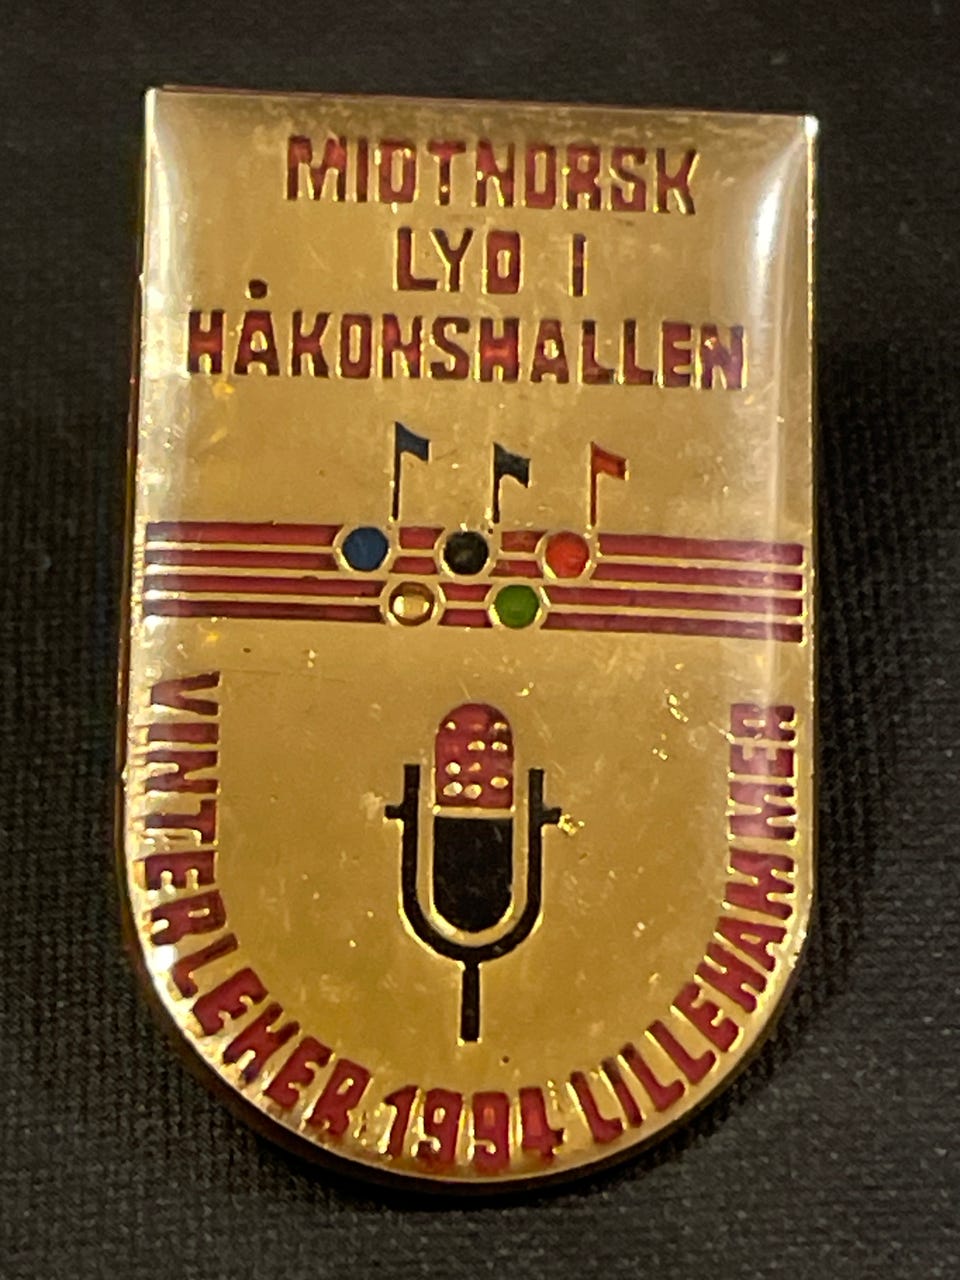 MIDTNORSK
LYD I
HÅKONSHALLEN
VINTERLEKER 1994 LILLEHAMMER